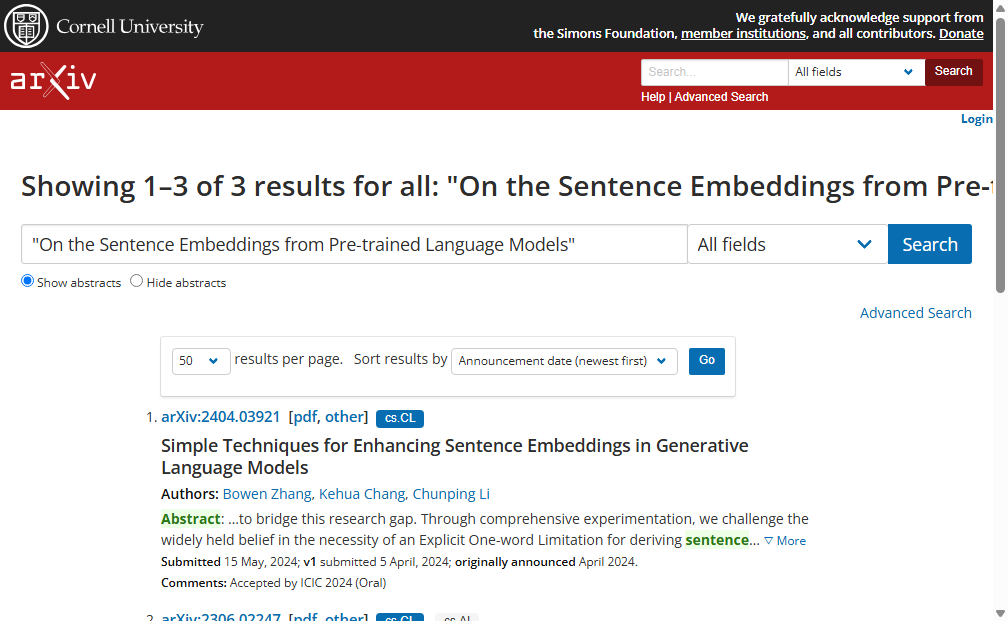 Cornell University
We gratefully acknowledge support from
the Simons Foundation, member institutions, and all contributors. Donate
arXiv
Search...
All fields
Search
Help | Advanced Search
Login
Showing 1–3 of 3 results for all: "On the Sentence Embeddings from Pre-
"On the Sentence Embeddings from Pre-trained Language Models"
All fields
Search
Show abstracts Hide abstracts
Advanced Search
50 results per page. Sort results by Announcement date (newest first) Go
1. arXiv:2404.03921 [pdf, other] cs.CL
Simple Techniques for Enhancing Sentence Embeddings in Generative
Language Models
Authors: Bowen Zhang, Kehua Chang, Chunping Li
Abstract: …to bridge this research gap. Through comprehensive experimentation, we challenge the
widely held belief in the necessity of an Explicit One-word Limitation for deriving sentence… ▽ More
Submitted 15 May, 2024; v1 submitted 5 April, 2024; originally announced April 2024.
Comments: Accepted by ICIC 2024 (Oral)
2. arXiv:2306.02247 [pdf, other] cs.CL cs.AI